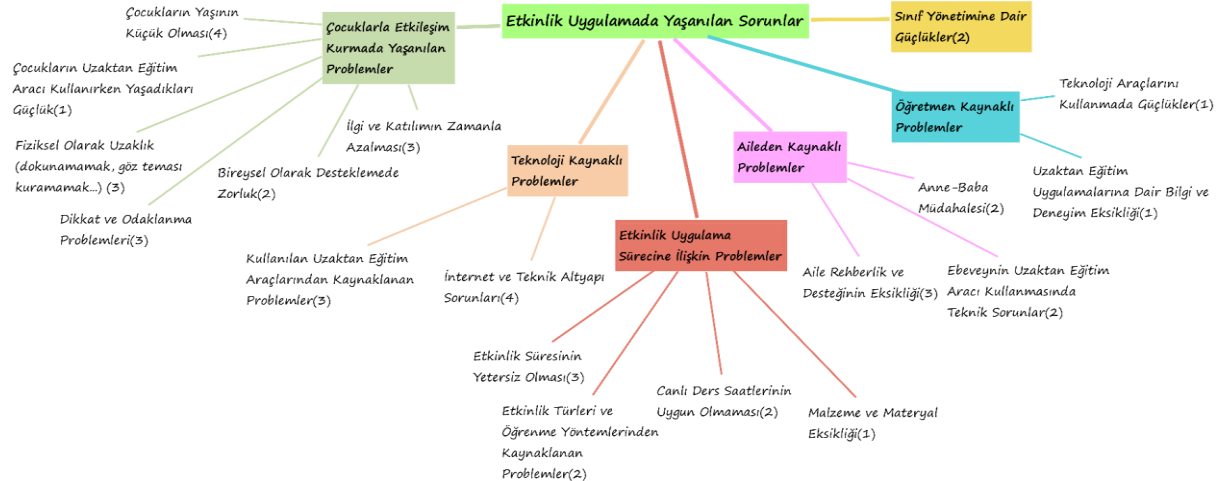 Etkinlik Uygulamada Yaşanılan Sorunlar
Çocuklarla Etkileşim
Kurmada Yaşanılan
Problemler
Çocukların Yaşının
Küçük Olması(4)
Çocukların Uzaktan Eğitim
Aracı Kullanırken Yaşadıkları
Güçlük(1)
Fiziksel Olarak Uzaklık
(dokunamamak, göz teması
kuramamak...) (3)
Dikkat ve Odaklanma
Problemleri(3)
Bireysel Olarak Desteklemede
Zorluk(2)
İlgi ve Katılımın Zamanla
Azalması(3)
Teknoloji Kaynaklı
Problemler
Kullanılan Uzaktan Eğitim
Araçlarından Kaynaklanan
Problemler(3)
İnternet ve Teknik Altyapı
Sorunları(4)
Etkinlik Uygulama
Sürecine İlişkin Problemler
Etkinlik Süresinin
Yetersiz Olması(3)
Etkinlik Türleri ve
Öğrenme Yöntemlerinden
Kaynaklanan
Problemler(2)
Canlı Ders Saatlerinin
Uygun Olmaması(2)
Malzeme ve Materyal
Eksikliği(1)
Aileden Kaynaklı
Problemler
Aile Rehberlik ve
Desteğinin Eksikliği(3)
Ebeveynin Uzaktan Eğitim
Aracı Kullanmasında
Teknik Sorunlar(2)
Anne-Baba
Müdahalesi(2)
Öğretmen Kaynaklı
Problemler
Teknoloji Araçlarını
Kullanmada Güçlükler(1)
Uzaktan Eğitim
Uygulamalarına Dair Bilgi ve
Deneyim Eksikliği(1)
Sınıf Yönetimine Dair
Güçlükler(2)